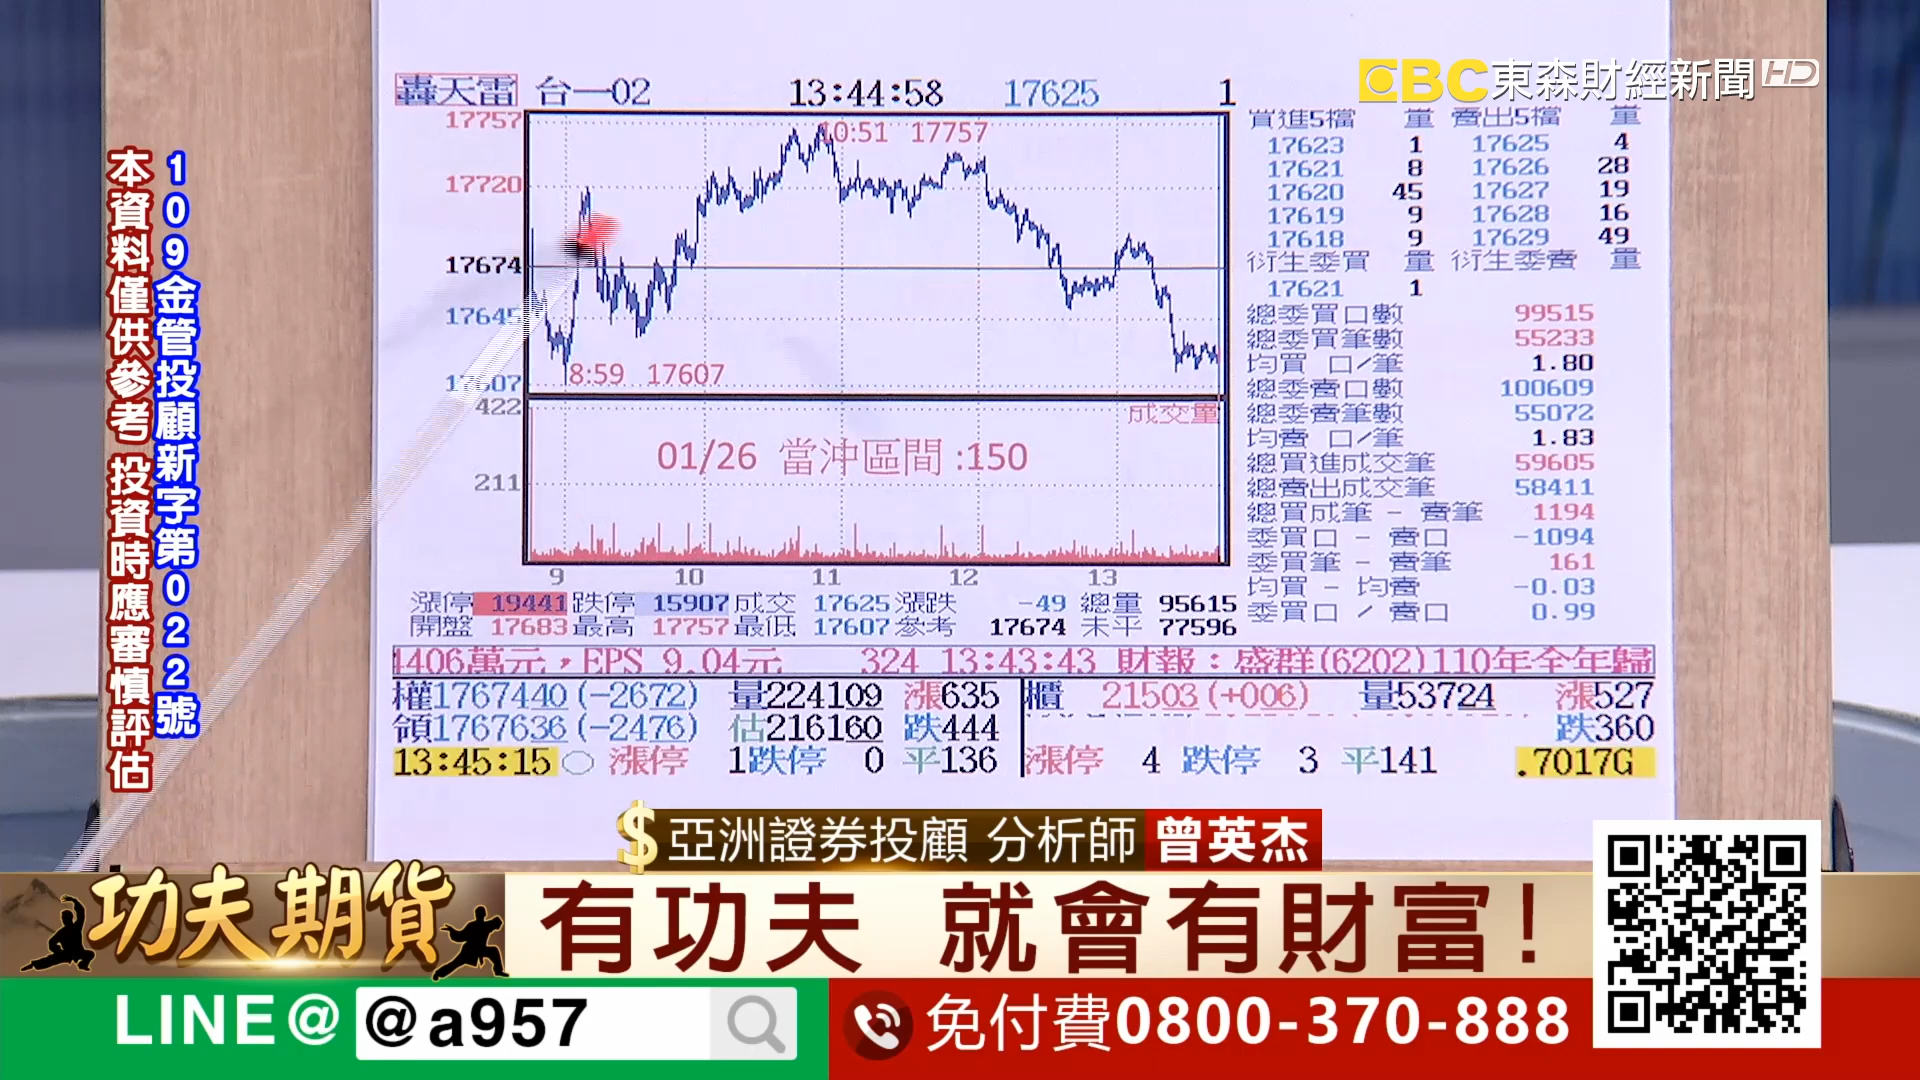 EBC東森財經新聞HD
本資料僅供參考 投資時應審慎評估
109金管投顧新字第022號
轟天雷 台一02 13:44:58 17625 1
17757
17720
17674
17645
17607
10:51 17757
8:59 17607
422
211
成交量
01/26 當沖區間:150
9 10 11 12 13
買進5檔 量 賣出5檔 量
17623 1 17625 4
17621 8 17626 28
17620 45 17627 19
17619 9 17628 16
17618 9 17629 49
衍生委買 量 衍生委賣 量
17621 1
總委買口數 99515
總委買筆數 55233
均買 口/筆 1.80
總委賣口數 100609
總委賣筆數 55072
均賣 口/筆 1.83
總買進成交筆 59605
總賣出成交筆 58411
總買成筆 - 賣筆 1194
委買口 - 賣口 -1094
委買筆 - 賣筆 161
均買 - 均賣 -0.03
委買口 / 賣口 0.99
漲停 19441 跌停 15907 成交 17625 漲跌 -49 總量 95615
開盤 17683 最高 17757 最低 17607 參考 17674 未平 77596
4406萬元，EPS 9.04元 324 13:43:43 財報：盛群(6202)110年全年歸
權1767440(-2672) 量224109 漲635 櫃 21503(+006) 量53724 漲527
領1767636(-2476) 估216160 跌444 跌360
13:45:15 漲停 1跌停 0 平136 漲停 4 跌停 3 平141 .7017G
$亞洲證券投顧 分析師 曾英杰
功夫期貨
有功夫 就會有財富!
LINE@ @a957
免付費0800-370-888